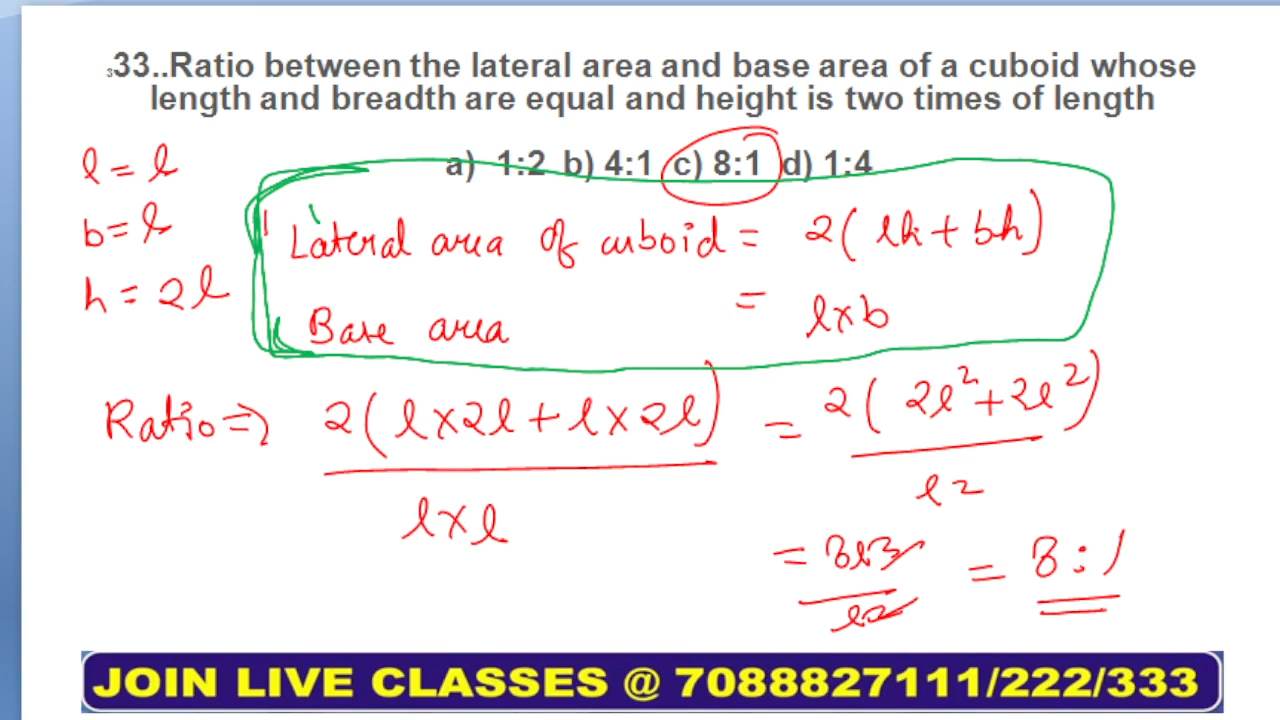 33..Ratio between the lateral area and base area of a cuboid whose
length and breadth are equal and height is two times of length
a) 1:2 b) 4:1 c) 8:1 d) 1:4
l = l
b = l
h = 2l
Lateral area of cuboid = 2(lh + bh)
Base area = l×b
Ratio ⇒ 2(l×2l + l×2l) / l×l = 2(2l²+2l²) / l2
= 8l2 / l2 = 8:1
JOIN LIVE CLASSES @ 7088827111/222/333